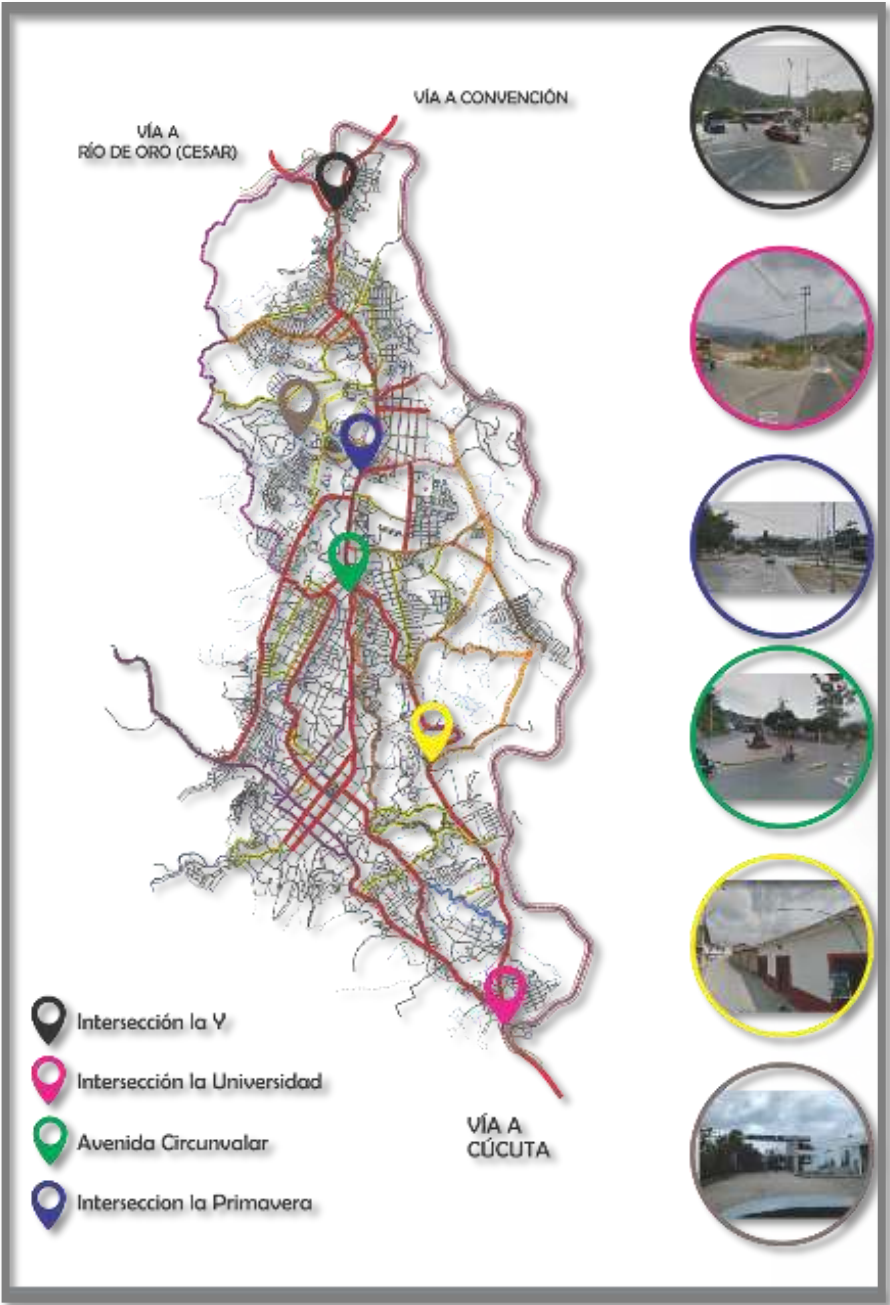 VÍA A CONVENCIÓN
VÍA A
RÍO DE ORO (CESAR)
Intersección la Y
Intersección la Universidad
Avenida Circunvalar
Interseccion la Primavera
VÍA A
CÚCUTA